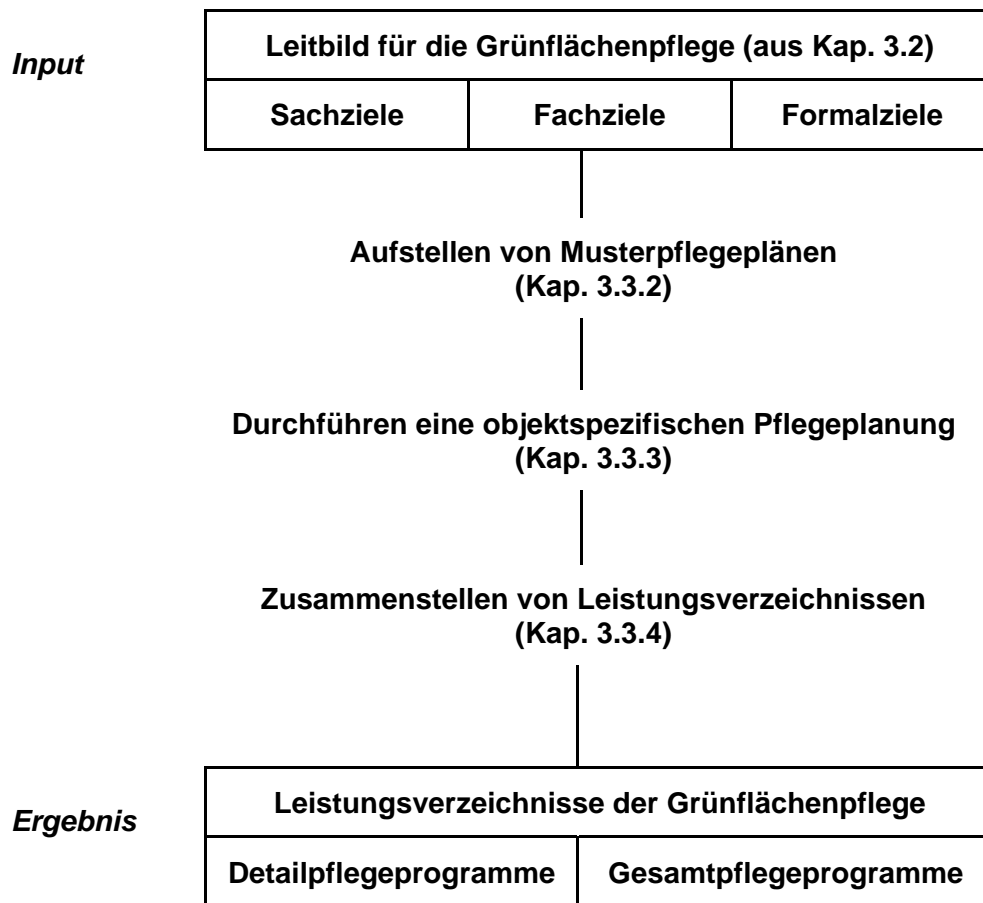 Input
Leitbild für die Grünflächenpflege (aus Kap. 3.2)
Sachziele
Fachziele
Formalziele
Aufstellen von Musterpflegeplänen
(Kap. 3.3.2)
Durchführen eine objektspezifischen Pflegeplanung
(Kap. 3.3.3)
Zusammenstellen von Leistungsverzeichnissen
(Kap. 3.3.4)
Ergebnis
Leistungsverzeichnisse der Grünflächenpflege
Detailpflegeprogramme
Gesamtpflegeprogramme